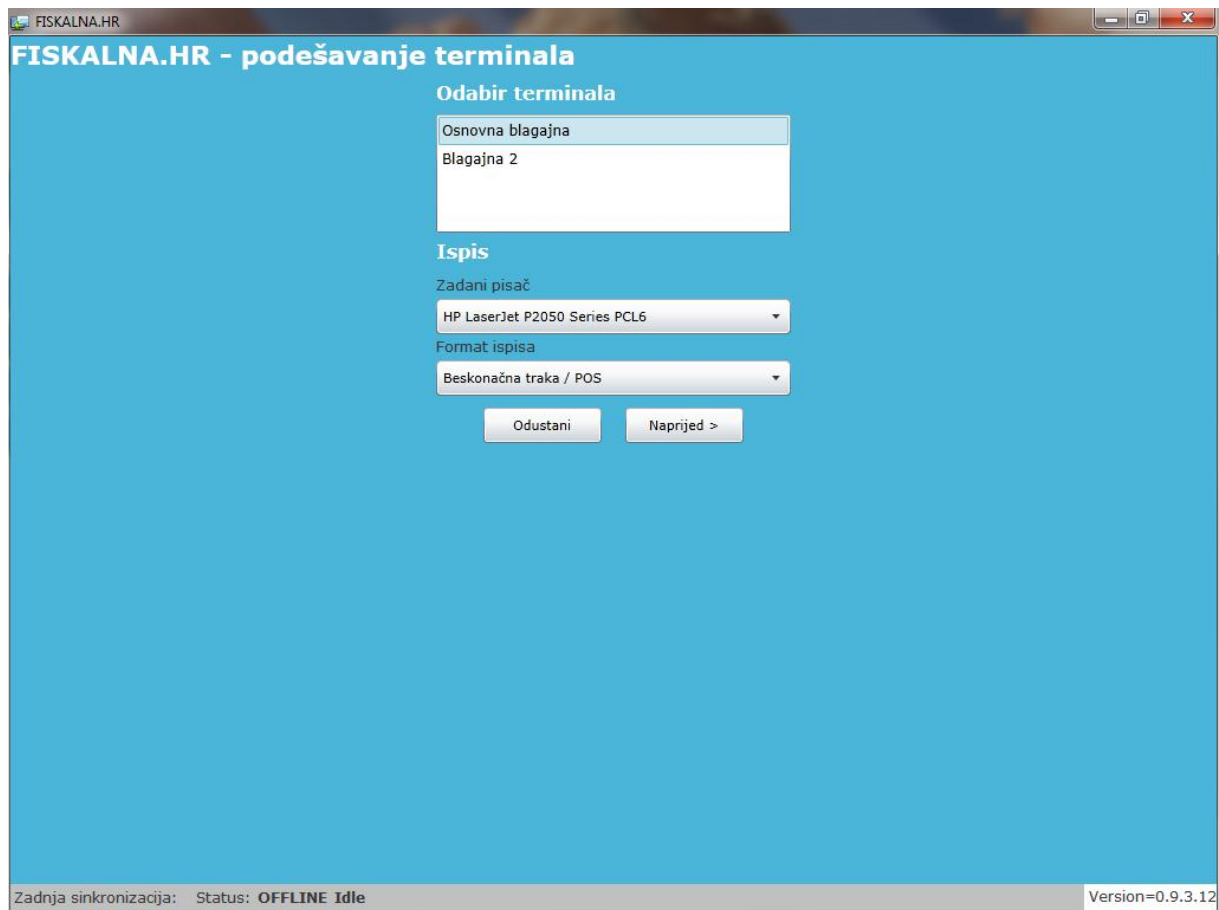 FISKALNA.HR
FISKALNA.HR - podešavanje terminala
Odabir terminala
Osnovna blagajna
Blagajna 2
Ispis
Zadani pisač
HP LaserJet P2050 Series PCL6
Format ispisa
Beskonačna traka / POS
Odustani Naprijed >
Zadnja sinkronizacija: Status: OFFLINE Idle Version=0.9.3.12